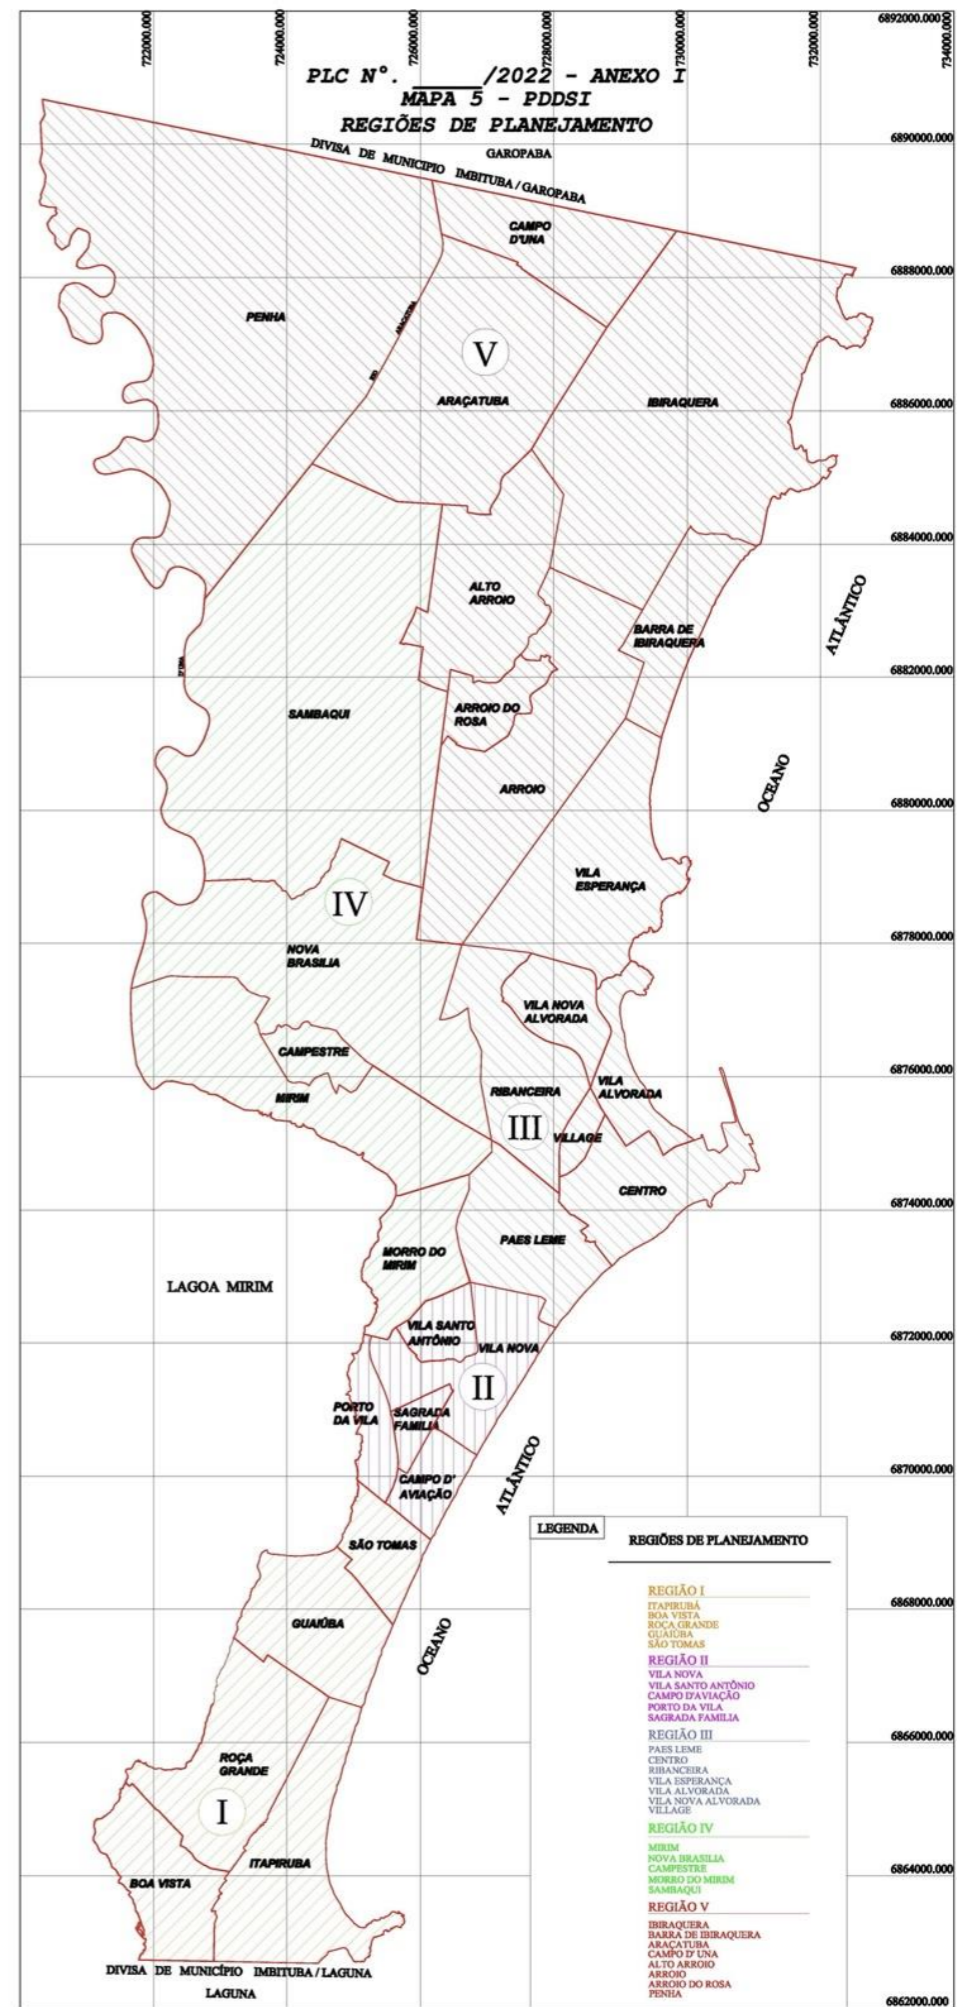 722000.000
724000.000
726000.000
728000.000
730000.000
732000.000
734000.000
6892000.000
PLC N°. _____/2022 - ANEXO I
MAPA 5 - PDDSI
REGIÕES DE PLANEJAMENTO
DIVISA DE MUNICIPIO IMBITUBA / GAROPABA
GAROPABA
6890000.000
CAMPO
D'UNA
6888000.000
PENHA
ARAÇATUBA
RIO
V
ARAÇATUBA
IBIRAQUERA
6886000.000
6884000.000
ALTO
ARROIO
BARRA DE
IBIRAQUERA
ATLÂNTICO
OCEANO
D'UNA
6882000.000
SAMBAQUI
ARROIO DO
ROSA
ARROIO
6880000.000
VILA
ESPERANÇA
IV
6878000.000
NOVA
BRASILIA
VILA NOVA
ALVORADA
CAMPESTRE
6876000.000
MIRIM
RIBANCEIRA
VILA
ALVORADA
III
VILLAGE
CENTRO
6874000.000
PAES LEME
MORRO DO
MIRIM
LAGOA MIRIM
6872000.000
VILA SANTO
ANTÔNIO
VILA NOVA
II
PORTO
DA VILA
SAGRADA
FAMILIA
6870000.000
CAMPO D'
AVIAÇÃO
ATLÂNTICO
OCEANO
SÃO TOMAS
6868000.000
GUAIÚBA
6866000.000
ROÇA
GRANDE
I
ITAPIRUBA
6864000.000
BOA VISTA
DIVISA DE MUNICÍPIO IMBITUBA / LAGUNA
LAGUNA
6862000.000
LEGENDA
REGIÕES DE PLANEJAMENTO
REGIÃO I
ITAPIRUBÁ
BOA VISTA
ROÇA GRANDE
GUAIÚBA
SÃO TOMAS
REGIÃO II
VILA NOVA
VILA SANTO ANTÔNIO
CAMPO D'AVIAÇÃO
PORTO DA VILA
SAGRADA FAMILIA
REGIÃO III
PAES LEME
CENTRO
RIBANCEIRA
VILA ESPERANÇA
VILA ALVORADA
VILA NOVA ALVORADA
VILLAGE
REGIÃO IV
MIRIM
NOVA BRASILIA
CAMPESTRE
MORRO DO MIRIM
SAMBAQUI
REGIÃO V
IBIRAQUERA
BARRA DE IBIRAQUERA
ARAÇATUBA
CAMPO D' UNA
ALTO ARROIO
ARROIO
ARROIO DO ROSA
PENHA